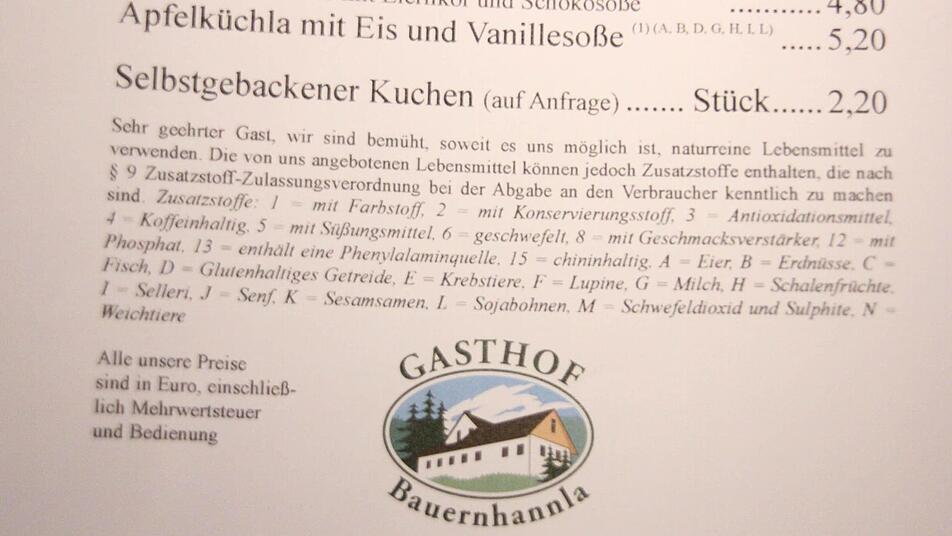 und Schokosoße ........... 4,80
Apfelküchla mit Eis und Vanillesoße (1) (A, B, D, G, H, I, L) ..... 5,20
Selbstgebackener Kuchen (auf Anfrage) ....... Stück...... 2,20
Sehr geehrter Gast, wir sind bemüht, soweit es uns möglich ist, naturreine Lebensmittel zu
verwenden. Die von uns angebotenen Lebensmittel können jedoch Zusatzstoffe enthalten, die nach
§ 9 Zusatzstoff-Zulassungsverordnung bei der Abgabe an den Verbraucher kenntlich zu machen
sind. Zusatzstoffe: 1 = mit Farbstoff, 2 = mit Konservierungsstoff, 3 = Antioxidationsmittel,
4 = Koffeinhaltig, 5 = mit Süßungsmittel, 6 = geschwefelt, 8 = mit Geschmacksverstärker, 12 = mit
Phosphat, 13 = enthält eine Phenylalaminquelle, 15 = chininhaltig, A = Eier, B = Erdnüsse, C =
Fisch, D = Glutenhaltiges Getreide, E = Krebstiere, F = Lupine, G = Milch, H = Schalenfrüchte,
I = Selleri, J = Senf, K = Sesamsamen, L = Sojabohnen, M = Schwefeldioxid und Sulphite, N =
Weichtiere
Alle unsere Preise
sind in Euro, einschließ-
lich Mehrwertsteuer
und Bedienung
GASTHOF
Bauernhannla